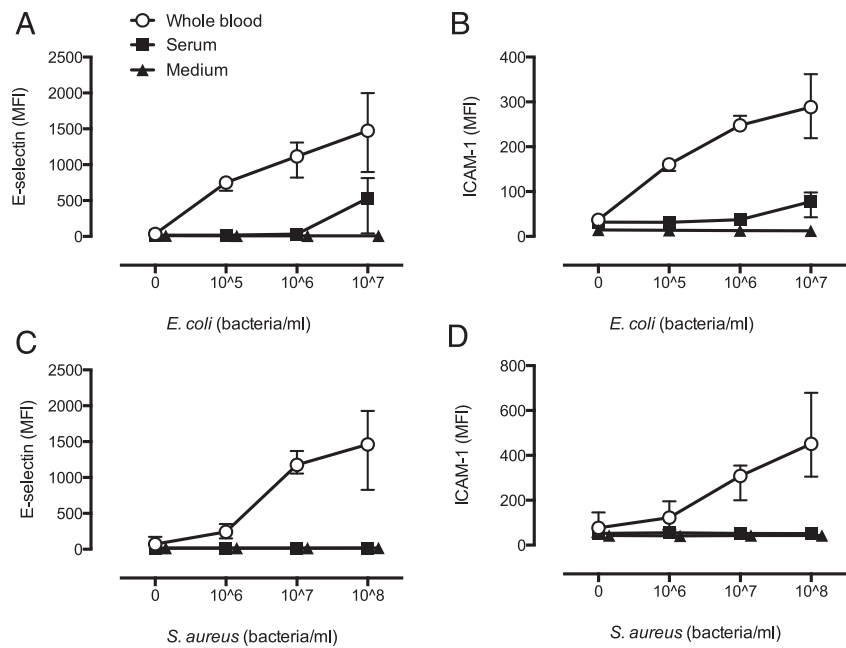 A
Whole blood
Serum
Medium
E-selectin (MFI)
2500
2000
1500
1000
500
0
0 10^5 10^6 10^7
E. coli (bacteria/ml)
B
ICAM-1 (MFI)
400
300
200
100
0
0 10^5 10^6 10^7
E. coli (bacteria/ml)
C
E-selectin (MFI)
2500
2000
1500
1000
500
0
0 10^6 10^7 10^8
S. aureus (bacteria/ml)
D
ICAM-1 (MFI)
800
600
400
200
0
0 10^6 10^7 10^8
S. aureus (bacteria/ml)